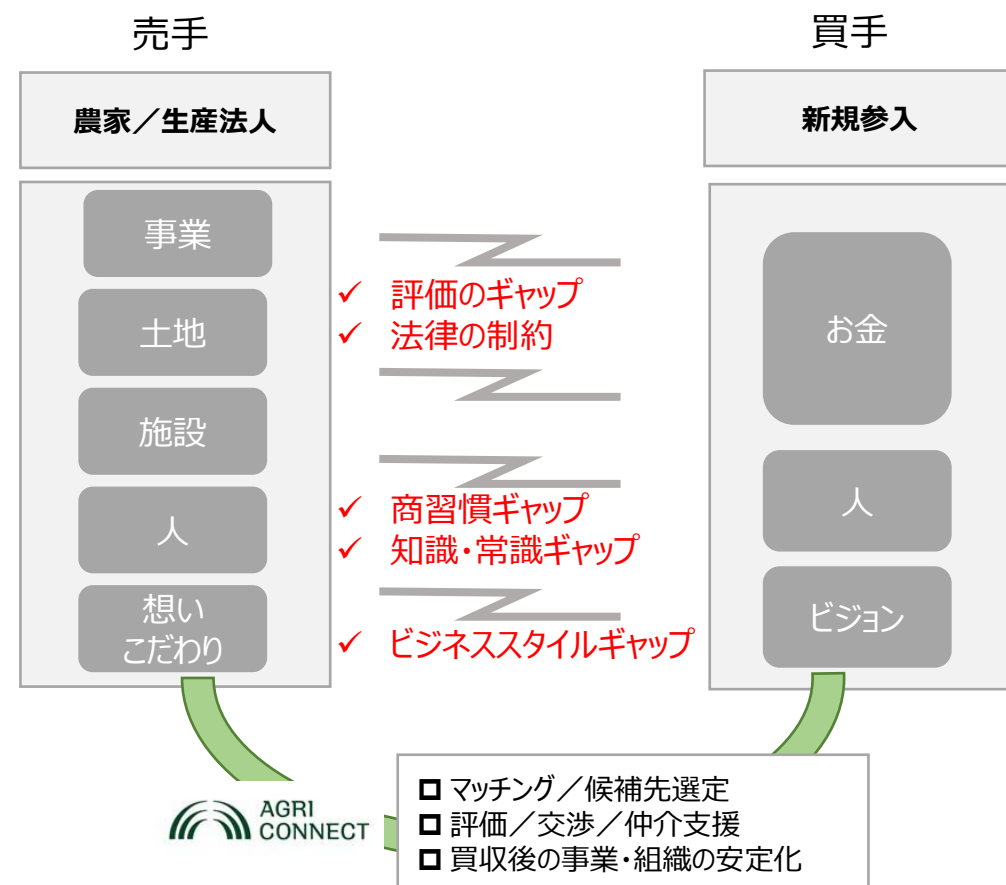 売手
買手
農家／生産法人
新規参入
事業
土地
施設
人
想い
こだわり
✓ 評価のギャップ
✓ 法律の制約
✓ 商習慣ギャップ
✓ 知識・常識ギャップ
✓ ビジネススタイルギャップ
お金
人
ビジョン
AGRI
CONNECT
マッチング／候補先選定
評価／交渉／仲介支援
買収後の事業・組織の安定化